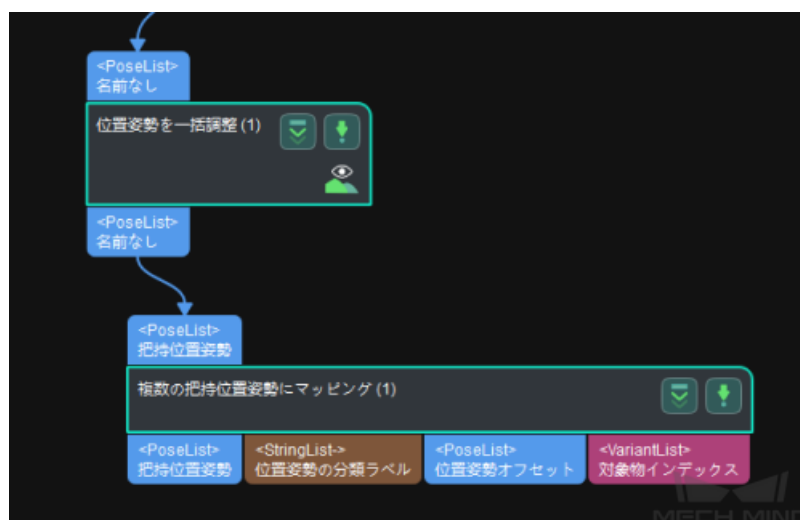 <PoseList>
名前なし
位置姿勢を一括調整 (1)
<PoseList>
名前なし
<PoseList>
把持位置姿勢
複数の把持位置姿勢にマッピング (1)
<PoseList>
把持位置姿勢
<StringList->
位置姿勢の分類ラベル
<PoseList>
位置姿勢オフセット
<VariantList>
対象物インデックス
MECH MIND